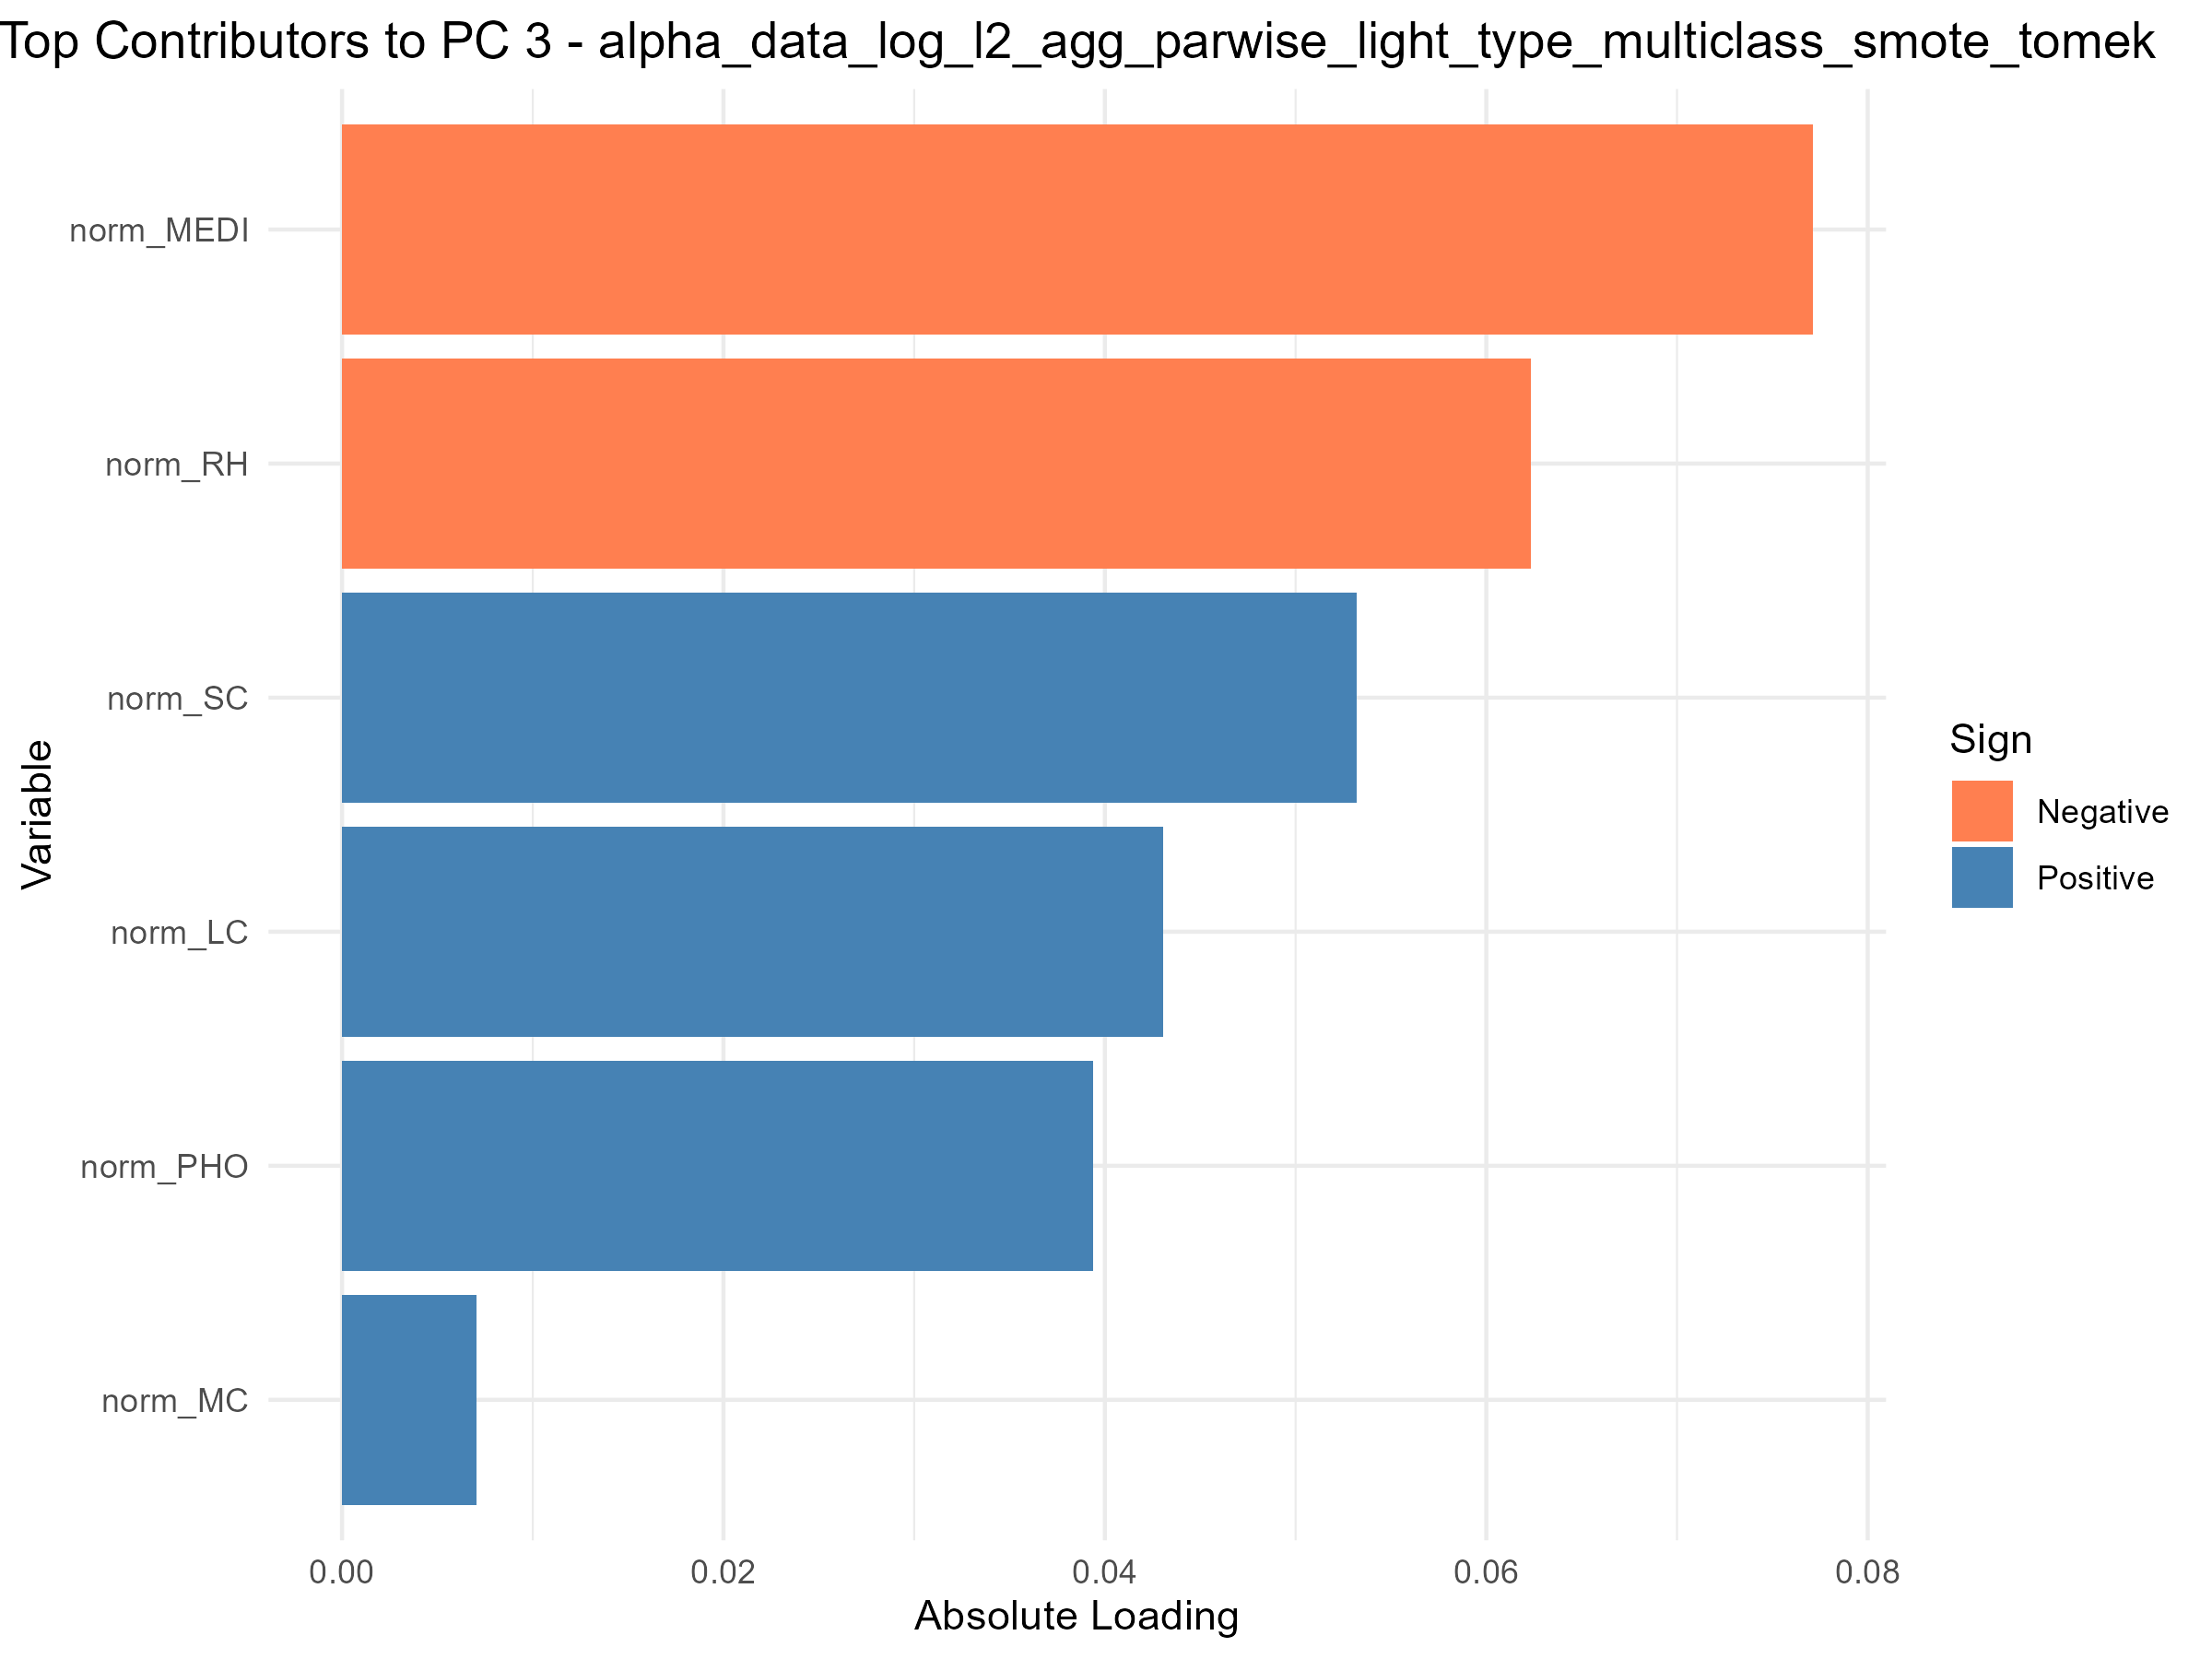 Top Contributors to PC 3 - alpha_data_log_l2_agg_parwise_light_type_multiclass_smote_tomek
norm_MEDI
norm_RH
norm_SC
norm_LC
norm_PHO
norm_MC
Variable
0.00 0.02 0.04 0.06 0.08
Absolute Loading
Sign
Negative
Positive